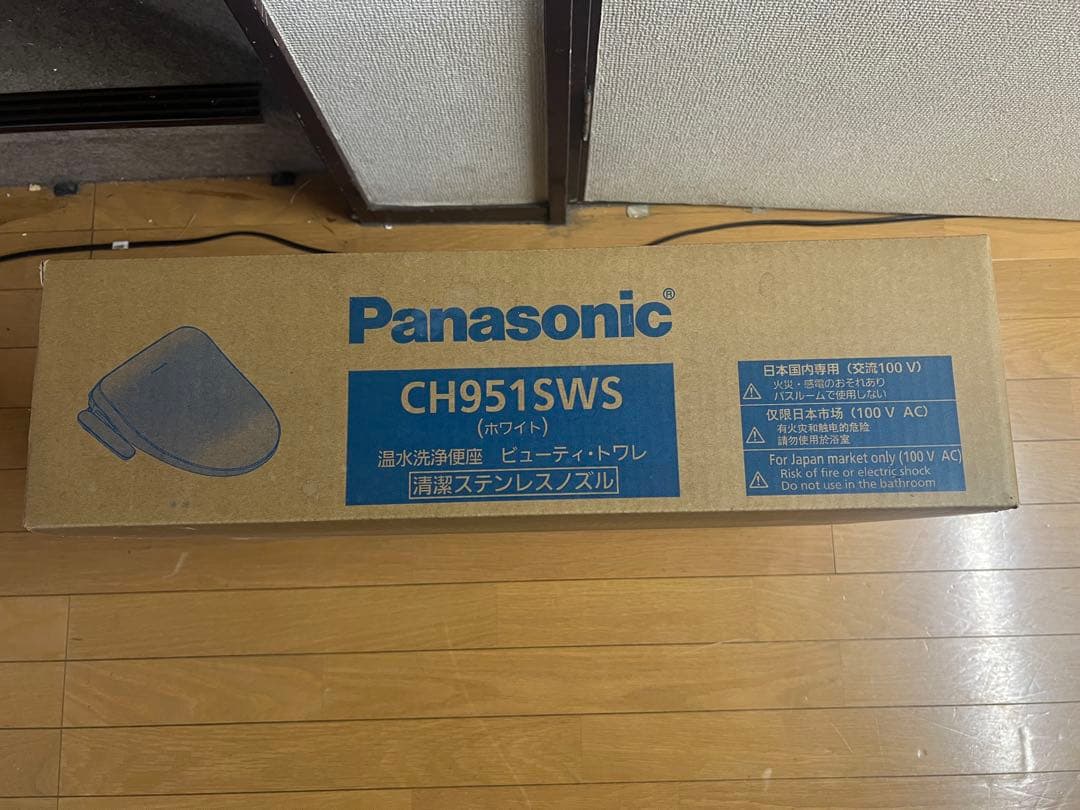 Panasonic®
CH951SWS
(ホワイト)
温水洗浄便座 ビューティ・トワレ
清潔ステンレスノズル
日本国内専用(交流100 V)
火災・感電のおそれあり
バスルームで使用しない
仅限日本市场(100 V AC)
有火灾和触电的危险
請勿使用於浴室
For Japan market only (100 V AC)
Risk of fire or electric shock
Do not use in the bathroom